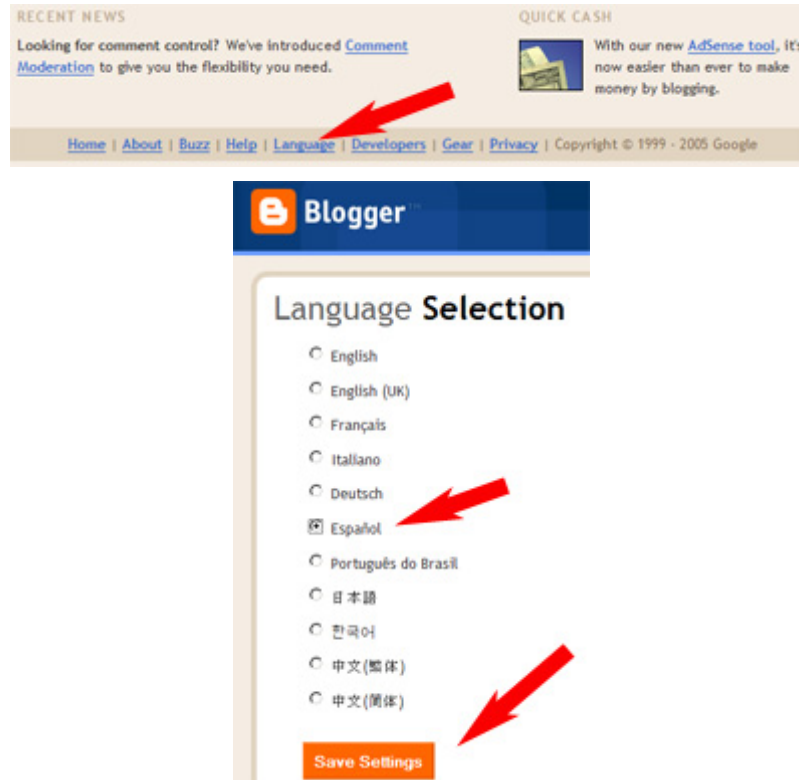 RECENT NEWS
Looking for comment control? We've introduced Comment
Moderation to give you the flexibility you need.
QUICK CASH
With our new AdSense tool, it's
now easier than ever to make
money by blogging.
Home | About | Buzz | Help | Language | Developers | Gear | Privacy | Copyright © 1999 - 2005 Google
Blogger™
Language Selection
English
English (UK)
Français
Italiano
Deutsch
Español
Português do Brasil
日本語
한국어
中文(繁体)
中文(简体)
Save Settings